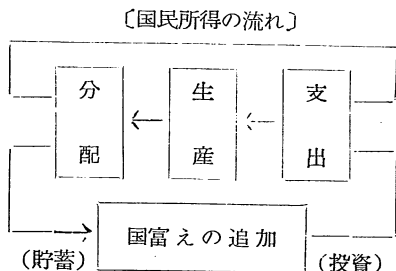 〔国民所得の流れ〕
分配
生産
支出
国富えの追加
(貯蓄)
(投資)